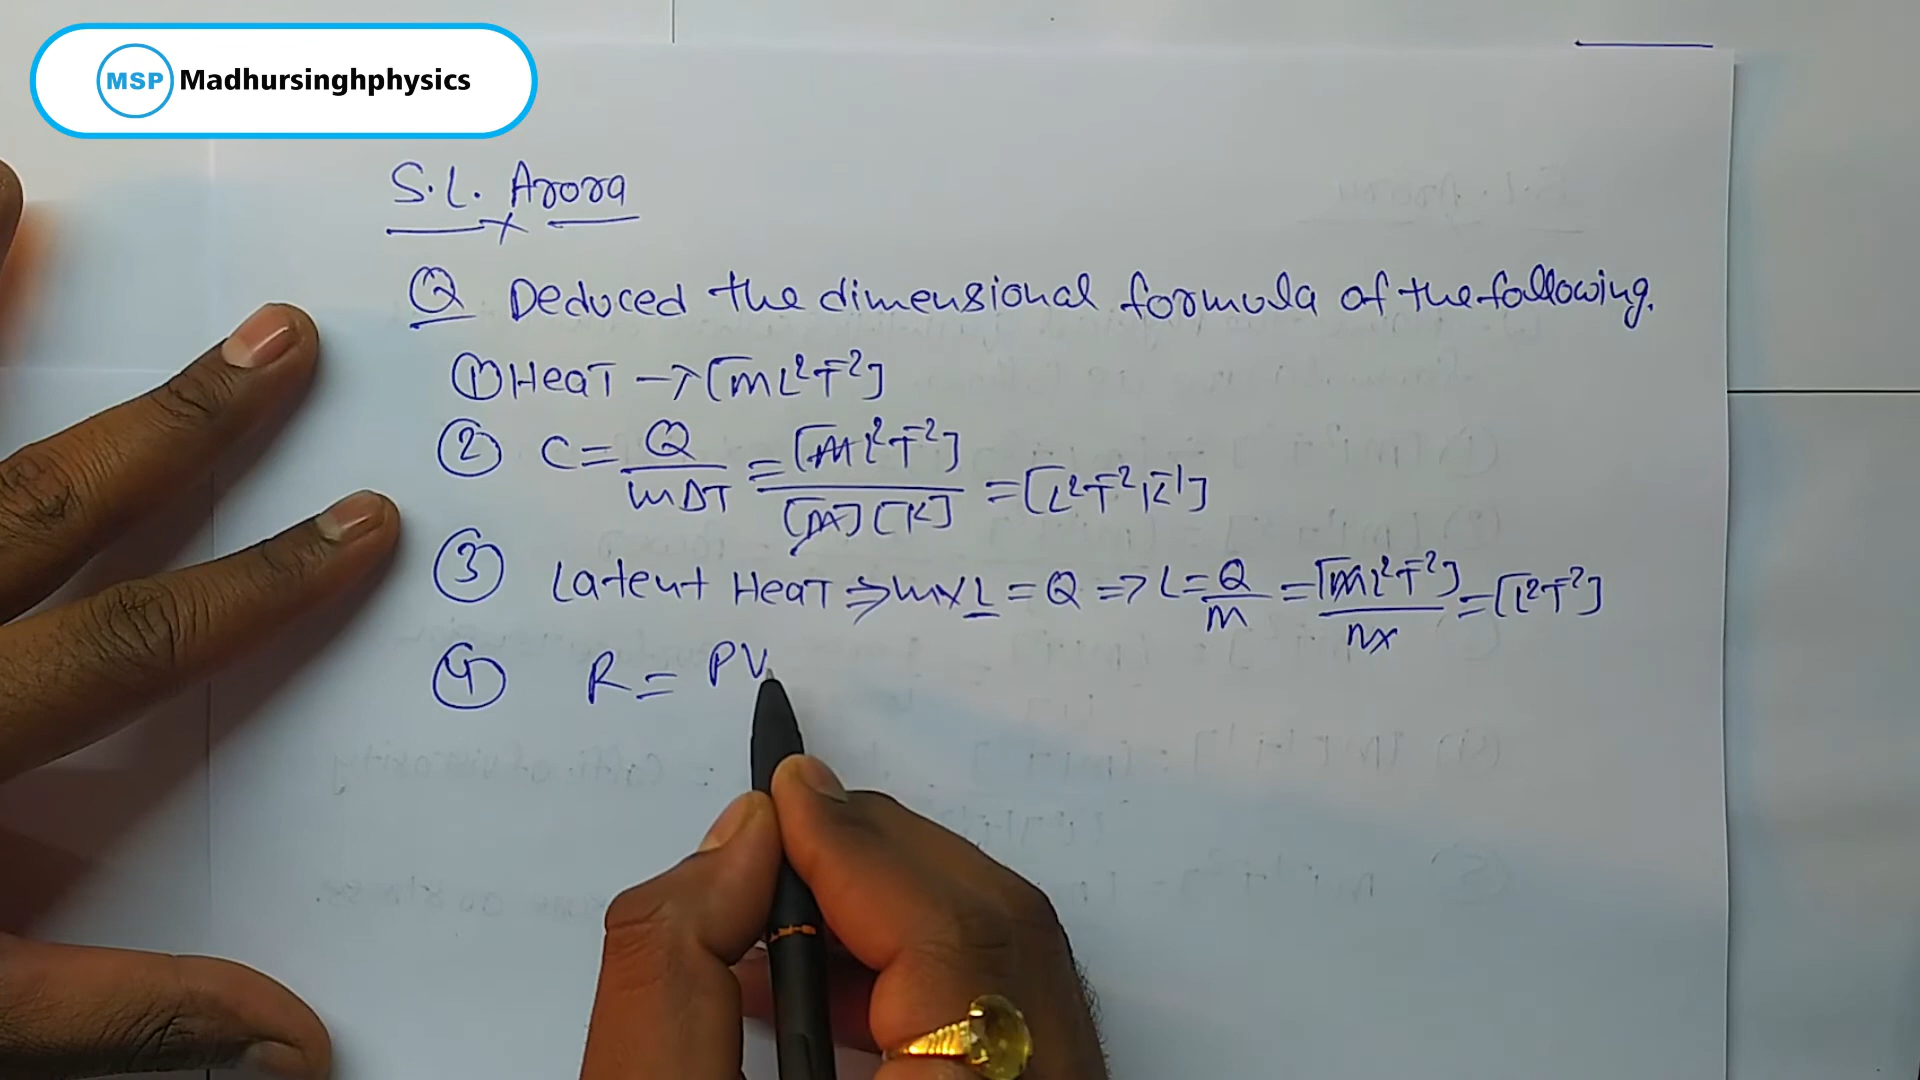 MSP Madhursinghphysics
S.L. Arora
Q Deduced the dimensional formula of the following.
① Heat → [ML²T⁻²]
② C = Q/mΔT = [ML²T⁻²]/[M][K] = [L²T⁻²K⁻¹]
③ Latent Heat ⇒ m×L = Q ⇒ L = Q/M = [ML²T⁻²]/M = [L²T⁻²]
④ R = PV